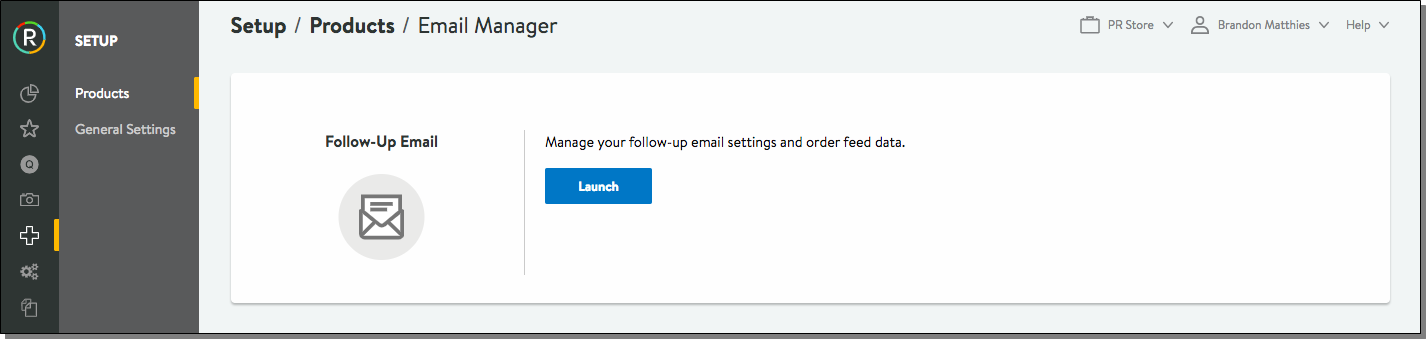 R
SETUP
Products
General Settings
Q
Setup / Products / Email Manager
PR Store
Brandon Matthies
Help
Follow-Up Email
Manage your follow-up email settings and order feed data.
Launch